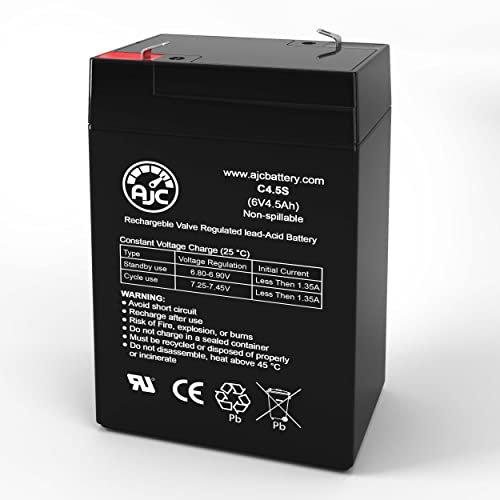 AJC
www.ajcbattery.com
C4.5S
(6V4.5Ah)
Non-spillable
Rechargeable Valve Regulated lead-Acid Battery
Constant Voltage Charge (25 °C)
Type Voltage Regulation Initial Current
Standby use 6.80-6.90V Less Then 1.35A
Cycle use 7.25-7.45V Less Then 1.35A
WARNING:
• Avoid short circuit
• Recharge after use
• Risk of Fire, explosion, or burns
• Do not charge in a sealed container
• Must be recycled or disposed of properly
• Do not disassemble, heat above 45 °C
or incinerate
UR CE Pb Pb